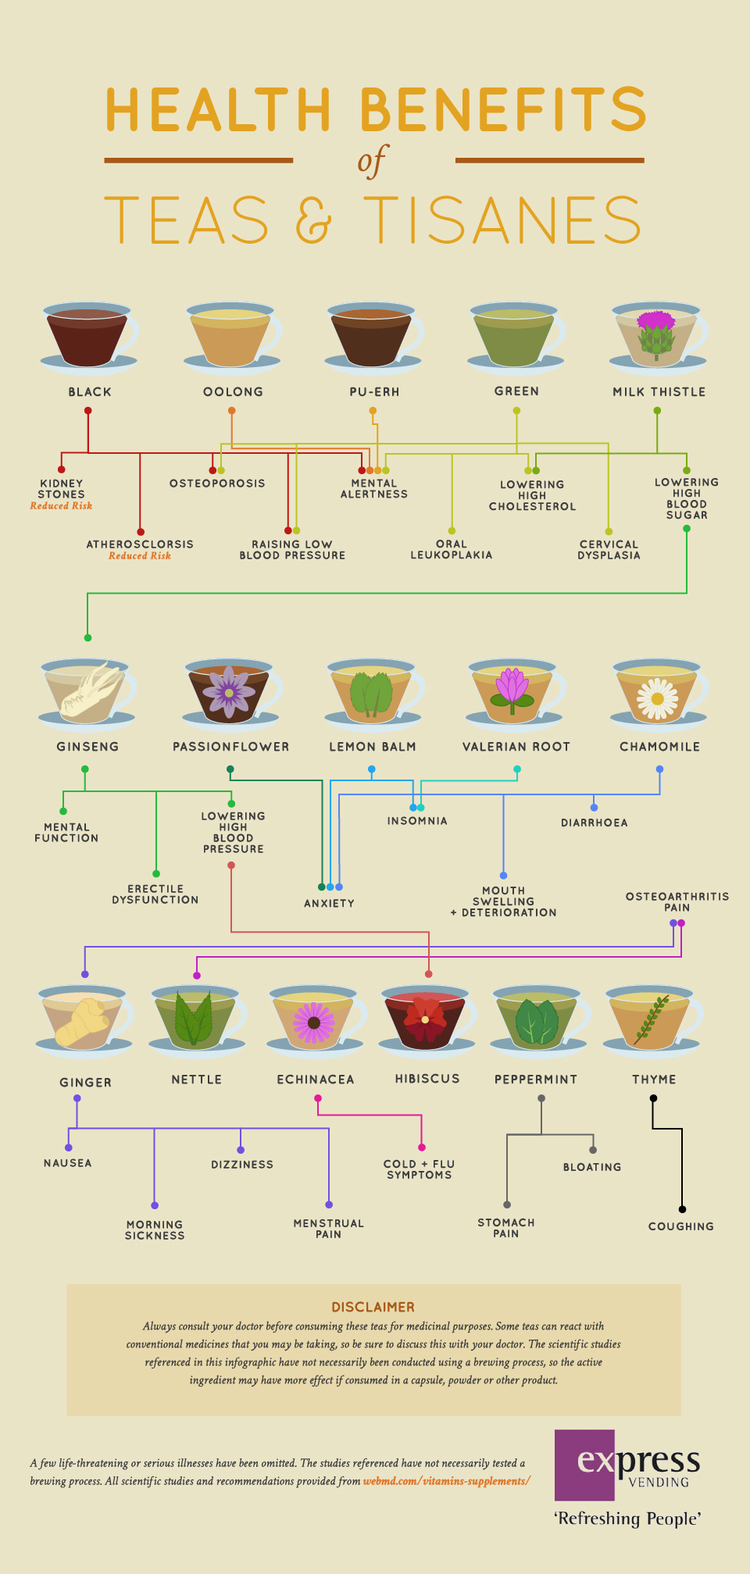 HEALTH BENEFITS
of
TEAS & TISANES
BLACK
OOLONG
PU-ERH
GREEN
MILK THISTLE
KIDNEY
STONES
Reduced Risk
OSTEOPOROSIS
MENTAL
ALERTNESS
LOWERING
HIGH
CHOLESTEROL
LOWERING
HIGH
BLOOD
SUGAR
ATHEROSCLORSIS
Reduced Risk
RAISING LOW
BLOOD PRESSURE
ORAL
LEUKOPLAKIA
CERVICAL
DYSPLASIA
GINSENG
PASSIONFLOWER
LEMON BALM
VALERIAN ROOT
CHAMOMILE
MENTAL
FUNCTION
LOWERING
HIGH
BLOOD
PRESSURE
INSOMNIA
DIARRHOEA
ERECTILE
DYSFUNCTION
ANXIETY
MOUTH
SWELLING
+ DETERIORATION
OSTEOARTHRITIS
PAIN
GINGER
NETTLE
ECHINACEA
HIBISCUS
PEPPERMINT
THYME
NAUSEA
DIZZINESS
COLD + FLU
SYMPTOMS
BLOATING
MORNING
SICKNESS
MENSTRUAL
PAIN
STOMACH
PAIN
COUGHING
DISCLAIMER
Always consult your doctor before consuming these teas for medicinal purposes. Some teas can react with
conventional medicines that you may be taking, so be sure to discuss this with your doctor. The scientific studies
referenced in this infographic have not necessarily been conducted using a brewing process, so the active
ingredient may have more effect if consumed in a capsule, powder or other product.
A few life-threatening or serious illnesses have been omitted. The studies referenced have not necessarily tested a
brewing process. All scientific studies and recommendations provided from webmd.com/vitamins-supplements/
express
VENDING
'Refreshing People'